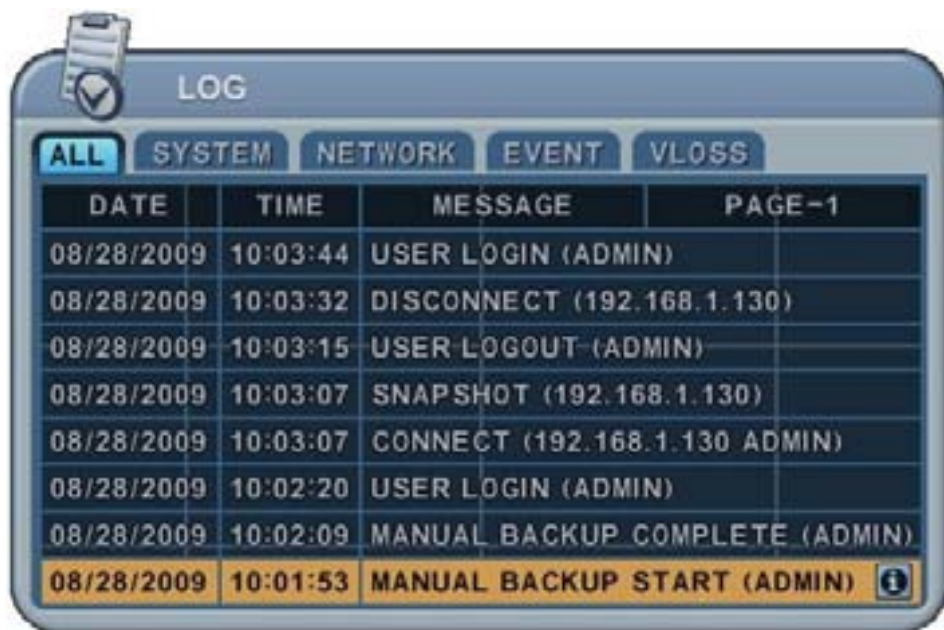 LOG
ALL SYSTEM NETWORK EVENT VLOSS
DATE TIME MESSAGE PAGE-1
08/28/2009 10:03:44 USER LOGIN (ADMIN)
08/28/2009 10:03:32 DISCONNECT (192.168.1.130)
08/28/2009 10:03:15 USER LOGOUT (ADMIN)
08/28/2009 10:03:07 SNAPSHOT (192.168.1.130)
08/28/2009 10:03:07 CONNECT (192.168.1.130 ADMIN)
08/28/2009 10:02:20 USER LOGIN (ADMIN)
08/28/2009 10:02:09 MANUAL BACKUP COMPLETE (ADMIN)
08/28/2009 10:01:53 MANUAL BACKUP START (ADMIN)